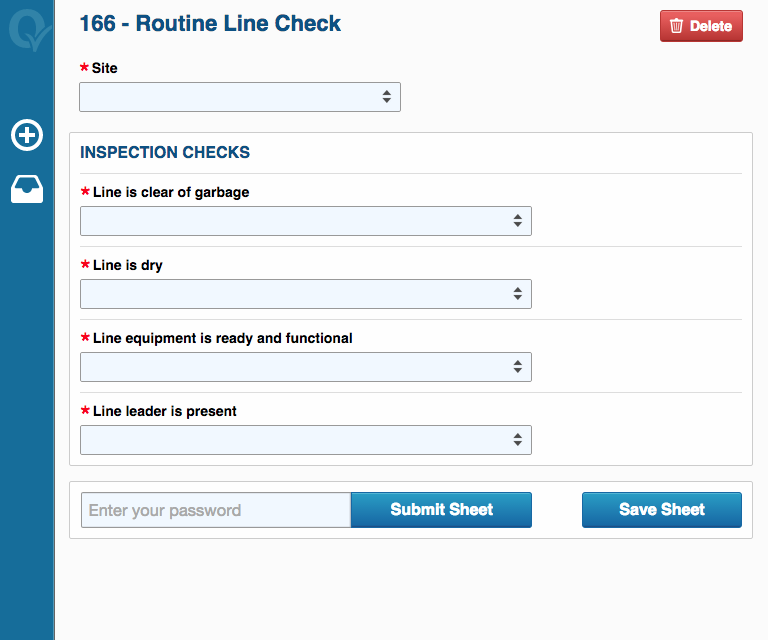 166 - Routine Line Check
Delete
* Site
INSPECTION CHECKS
* Line is clear of garbage
* Line is dry
* Line equipment is ready and functional
* Line leader is present
Enter your password
Submit Sheet
Save Sheet